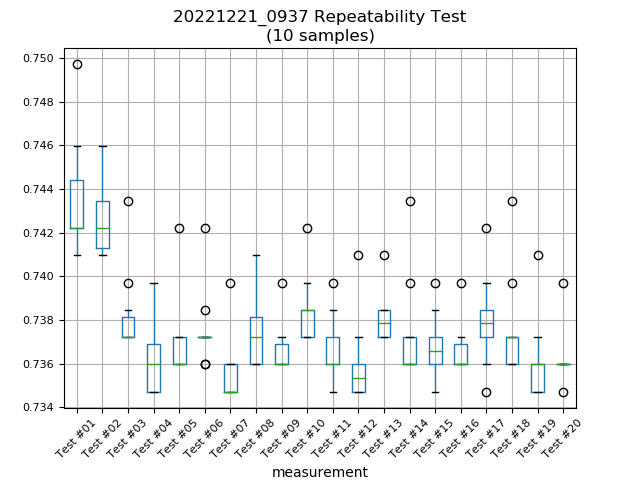 20221221_0937 Repeatability Test
(10 samples)
0.750
0.748
0.746
0.744
0.742
0.740
0.738
0.736
0.734
Test #01
Test #02
Test #03
Test #04
Test #05
Test #06
Test #07
Test #08
Test #09
Test #10
Test #11
Test #12
Test #13
Test #14
Test #15
Test #16
Test #17
Test #18
Test #19
Test #20
measurement